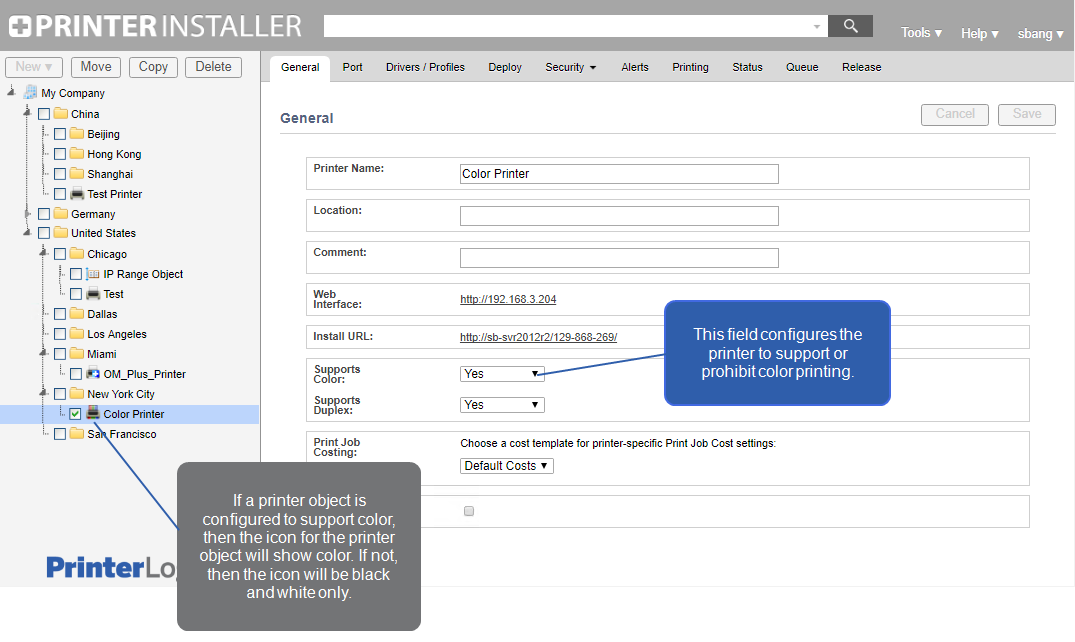 PRINTER INSTALLER
Tools ▾ Help ▾ sbang ▾
New ▾ Move Copy Delete
General Port Drivers / Profiles Deploy Security ▾ Alerts Printing Status Queue Release
My Company
China
Beijing
Hong Kong
Shanghai
Test Printer
Germany
United States
Chicago
IP Range Object
Test
Dallas
Los Angeles
Miami
OM_Plus_Printer
New York City
Color Printer
San Francisco
General
Cancel Save
Printer Name: Color Printer
Location:
Comment:
Web
Interface: http://192.168.3.204
Install URL: http://sb-svr2012r2/129-868-269/
Supports
Color: Yes ▼
Supports
Duplex: Yes ▼
Print Job
Costing: Choose a cost template for printer-specific Print Job Cost settings:
Default Costs ▼
This field configures the
printer to support or
prohibit color printing.
If a printer object is
configured to support color,
then the icon for the printer
object will show color. If not,
then the icon will be black
and white only.
PrinterLo